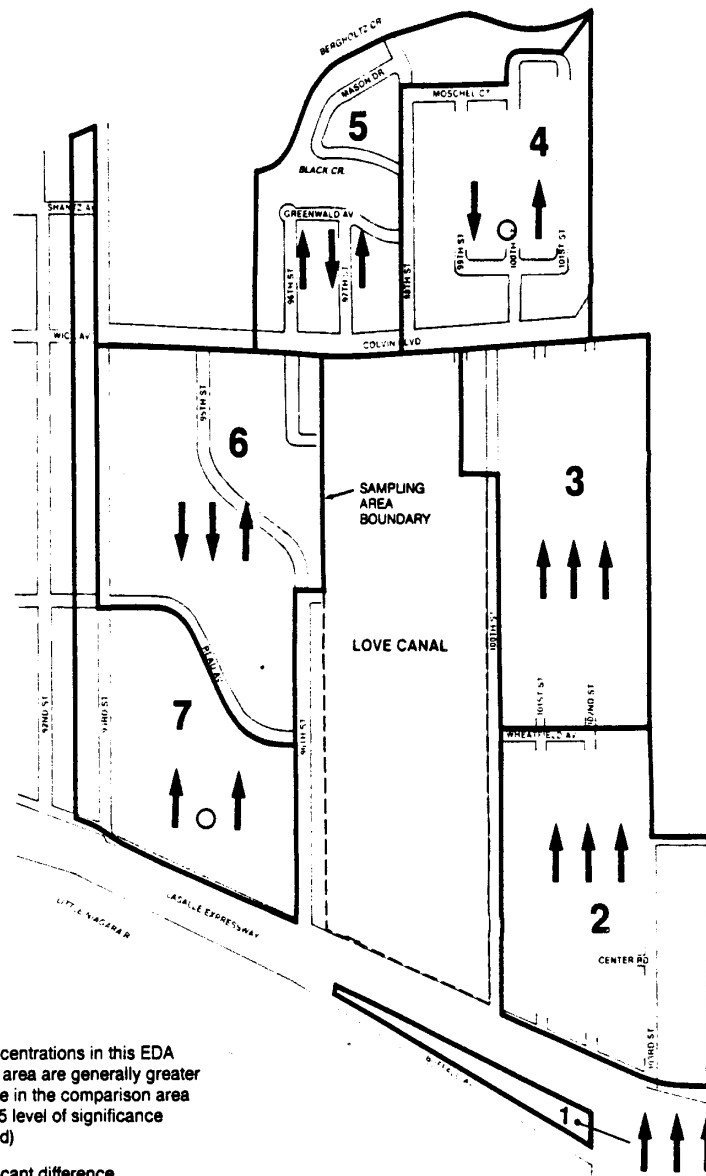 BERGHOLTZ CR.
MASON DR
MOSCHEL CT
5
4
BLACK CR.
GREENWALD AV
96TH ST
97TH ST
98TH ST
99TH ST
100TH
101ST ST
COLVIN BLVD
95TH ST
6
3
SAMPLING
AREA
BOUNDARY
LOVE CANAL
100TH ST
101ST ST
102ND ST
WHEATFIELD AV
92ND ST
93RD ST
7
96TH ST
2
CENTER RD
103RD ST
LASALLE EXPRESSWAY
LITTLE NIAGARA R
1
centrations in this EDA
area are generally greater
e in the comparison area
5 level of significance
d)
cant difference